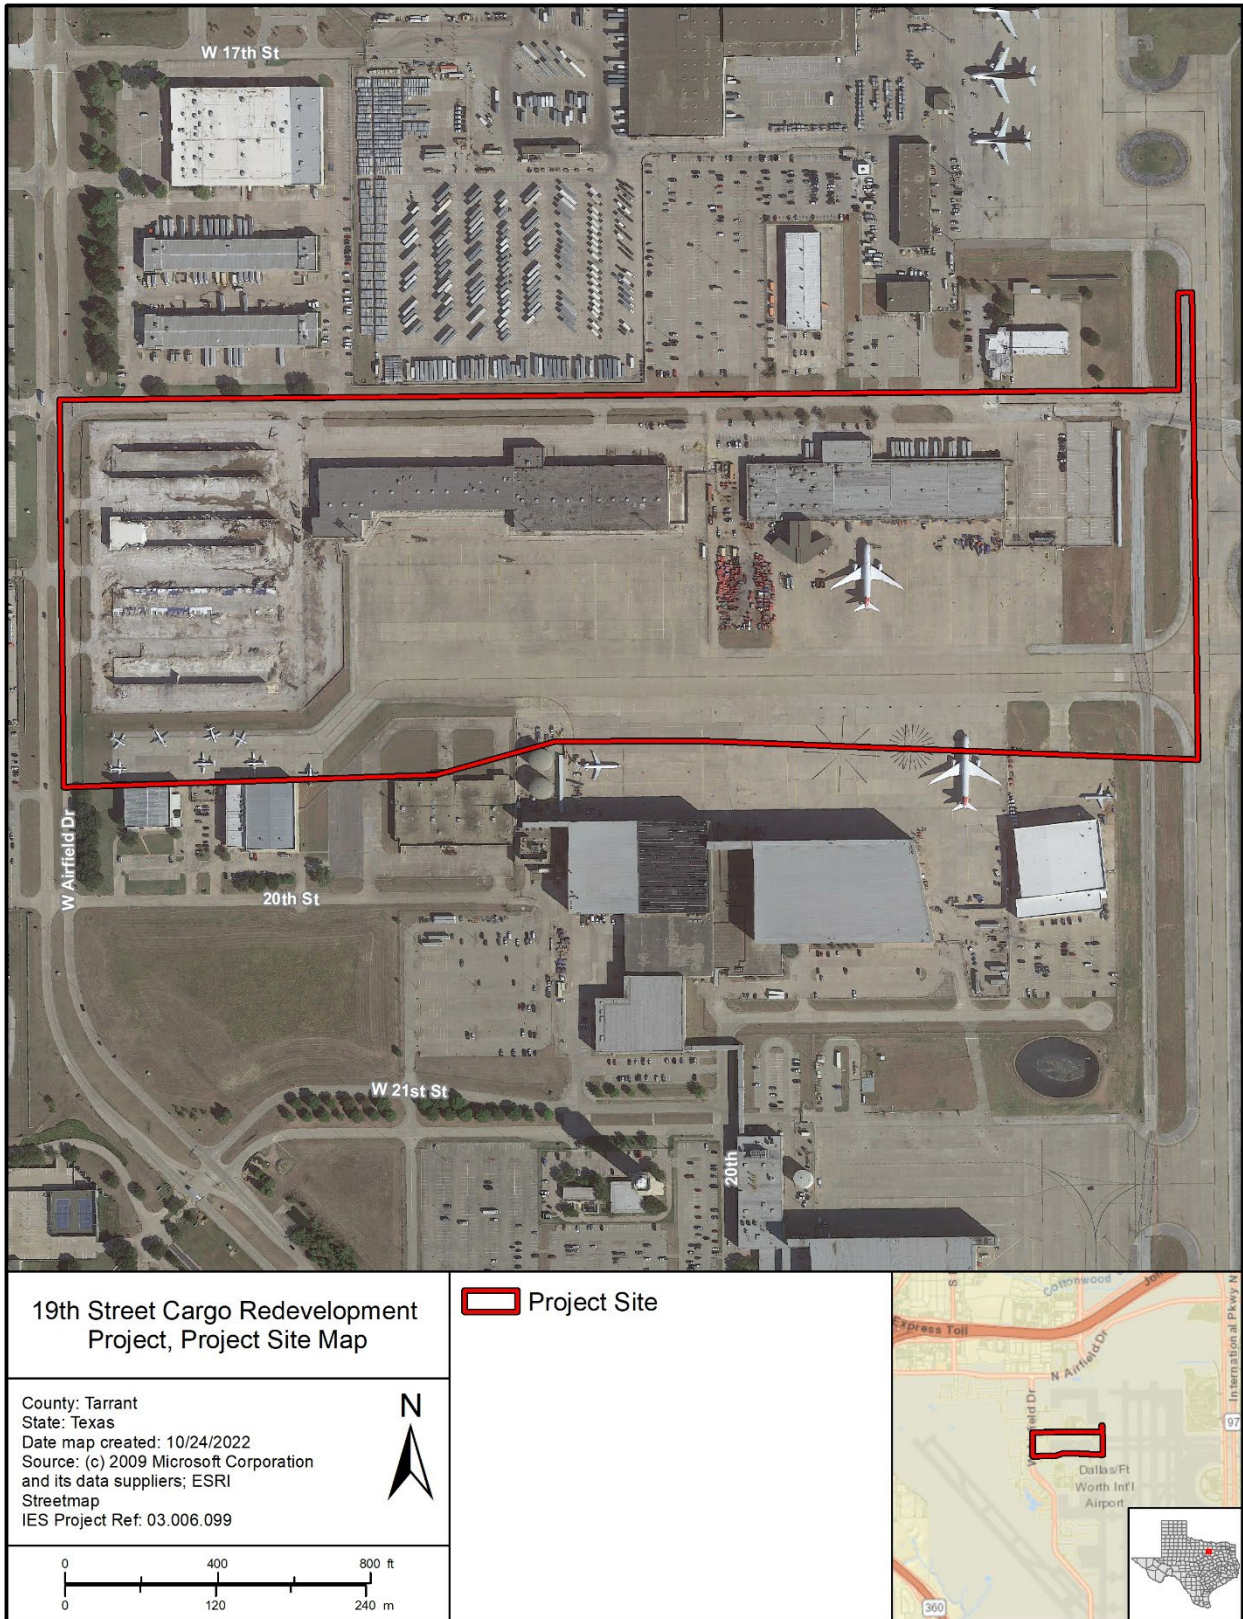 W 17th St
W Airfield Dr
20th St
W 21st St
20th
19th Street Cargo Redevelopment
Project, Project Site Map
County: Tarrant
State: Texas
Date map created: 10/24/2022
Source: (c) 2009 Microsoft Corporation
and its data suppliers; ESRI
Streetmap
IES Project Ref: 03.006.099
N
0 400 800 ft
0 120 240 m
Project Site
Cottonwood
Express Toll
N Airfield Dr
International Pkwy N
97
Dallas/Ft
Worth Int'l
Airport
360